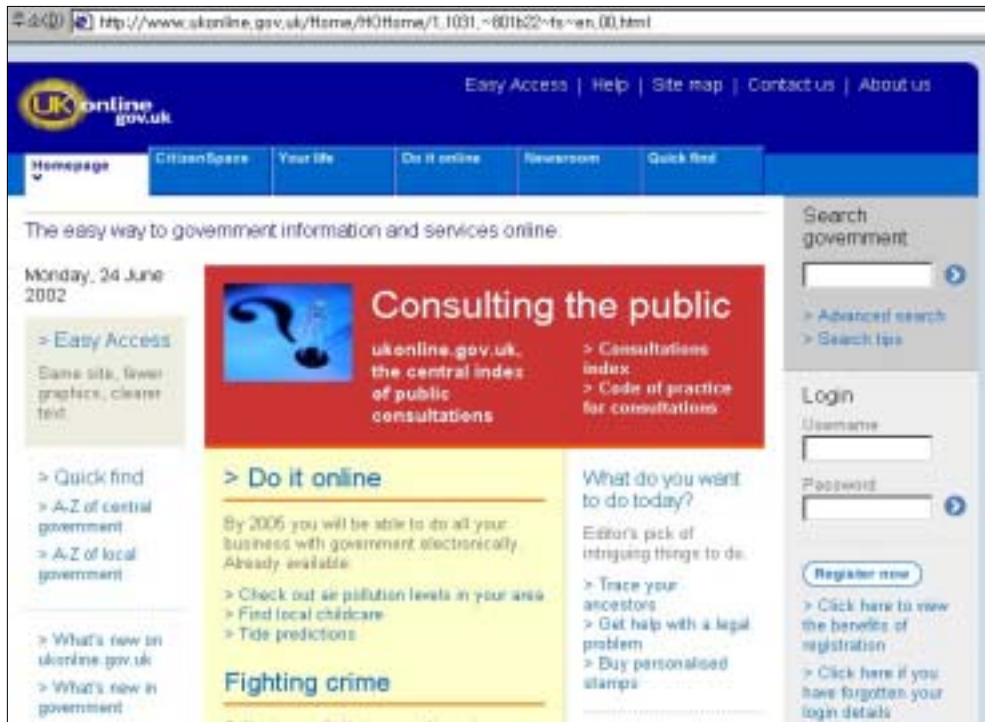 주소(D) http://www.ukonline.gov.uk/Home/HOHome/1,1031,~801b22~fs~en,00.html
UK online
gov.uk
Easy Access | Help | Site map | Contact us | About us
Homepage
CitizenSpace
Your life
Do it online
Newsroom
Quick find
The easy way to government information and services online.
Monday, 24 June
2002
> Easy Access
Same site, fewer
graphics, clearer
text
> Quick find
> A-Z of central
government
> A-Z of local
government
> What's new on
ukonline.gov.uk
> What's new in
government
Consulting the public
ukonline.gov.uk,
the central index
of public
consultations
> Consultations
index
> Code of practice
for consultations
> Do it online
By 2005 you will be able to do all your
business with government electronically.
Already available:
> Check out air pollution levels in your area
> Find local childcare
> Tide predictions
Fighting crime
What do you want
to do today?
Editor's pick of
intriguing things to do.
> Trace your
ancestors
> Get help with a legal
problem
> Buy personalised
stamps
Search
government
> Advanced search
> Search tips
Login
Username
Password
Register now
> Click here to view
the benefits of
registration
> Click here if you
have forgotten your
login details